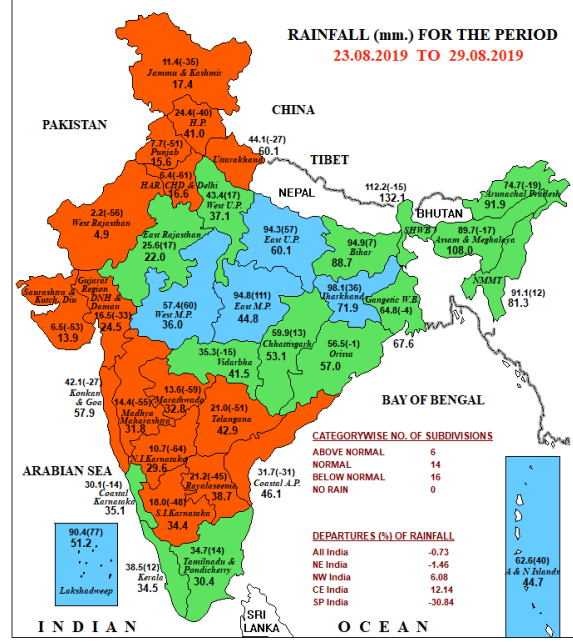 RAINFALL (mm.) FOR THE PERIOD
23.08.2019 TO 29.08.2019
11.4(-35)
Jammu & Kashmir
17.4
CHINA
24.4(-40)
H.P.
41.0
PAKISTAN
7.7(-51)
Punjab
15.6
44.1(-27)
60.1
Uttarakhand
TIBET
6.4(-61)
HAR. CHD & Delhi
16.6
43.4(17)
West U.P.
37.1
NEPAL
112.2(-15)
132.1
74.7(-19)
Arunachal Pradesh
91.9
BHUTAN
2.2(-56)
West Rajasthan
4.9
East Rajasthan
25.6(17)
22.0
94.3(57)
East U.P.
60.1
94.9(7)
Bihar
88.7
SHWB
89.7(-17)
Assam & Meghalaya
108.0
NMMT
91.1(12)
81.3
Gujarat
Region
DNH &
Daman
16.5(-33)
24.5
Saurashtra &
Kutch, Diu
6.5(-53)
13.9
57.4(60)
West M.P.
36.0
94.8(111)
East M.P.
44.8
98.1(36)
Jharkhand
71.9
Gangetic W.B.
64.8(-4)
67.6
59.9(13)
Chhattisgarh
53.1
56.5(-1)
Orissa
57.0
35.3(-15)
Vidarbha
41.5
42.1(-27)
Konkan
& Goa
57.9
14.4(-55)
Madhya
Maharashtra
31.8
13.6(-59)
Marathwada
32.8
21.0(-51)
Telangana
42.9
BAY OF BENGAL
10.7(-64)
N.I.Karnataka
29.6
21.2(-45)
Rayalaseema
38.7
31.7(-31)
Coastal A.P.
46.1
ARABIAN SEA
30.1(-14)
Coastal
Karnataka
35.1
18.0(-48)
S.I.Karnataka
34.4
90.4(77)
51.2
Lakshadweep
38.5(12)
Kerala
34.5
34.7(14)
Tamilnadu &
Pondicherry
30.4
CATEGORYWISE NO. OF SUBDIVISIONS
ABOVE NORMAL 6
NORMAL 14
BELOW NORMAL 16
NO RAIN 0
DEPARTURES (%) OF RAINFALL
All India -0.73
NE India -1.46
NW India 6.08
CE India 12.14
SP India -30.84
62.6(40)
A & N Islands
44.7
SRI
LANKA
INDIAN OCEAN